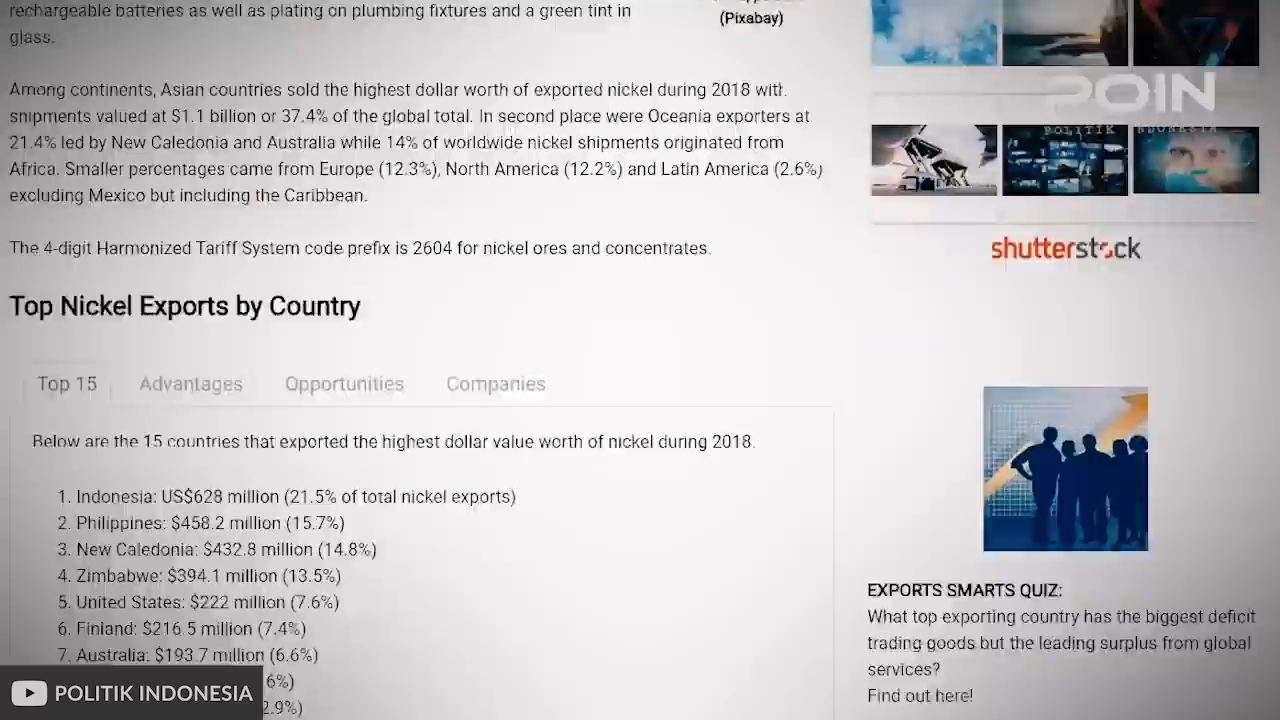 rechargeable batteries as well as plating on plumbing fixtures and a green tint in
glass.
(Pixabay)
Among continents, Asian countries sold the highest dollar worth of exported nickel during 2018 with
shipments valued at $1.1 billion or 37.4% of the global total. In second place were Oceania exporters at
21.4% led by New Caledonia and Australia while 14% of worldwide nickel shipments originated from
Africa. Smaller percentages came from Europe (12.3%), North America (12.2%) and Latin America (2.6%)
excluding Mexico but including the Caribbean.
The 4-digit Harmonized Tariff System code prefix is 2604 for nickel ores and concentrates.
Top Nickel Exports by Country
Top 15 Advantages Opportunities Companies
Below are the 15 countries that exported the highest dollar value worth of nickel during 2018.
1. Indonesia: US$628 million (21.5% of total nickel exports)
2. Philippines: $458.2 million (15.7%)
3. New Caledonia: $432.8 million (14.8%)
4. Zimbabwe: $394.1 million (13.5%)
5. United States: $222 million (7.6%)
6. Finland: $216.5 million (7.4%)
7. Australia: $193.7 million (6.6%)
6%)
2.9%)
POLITIK INDONESIA
POIN
POLITIK INDONESIA
shutterstock
EXPORTS SMARTS QUIZ:
What top exporting country has the biggest deficit
trading goods but the leading surplus from global
services?
Find out here!